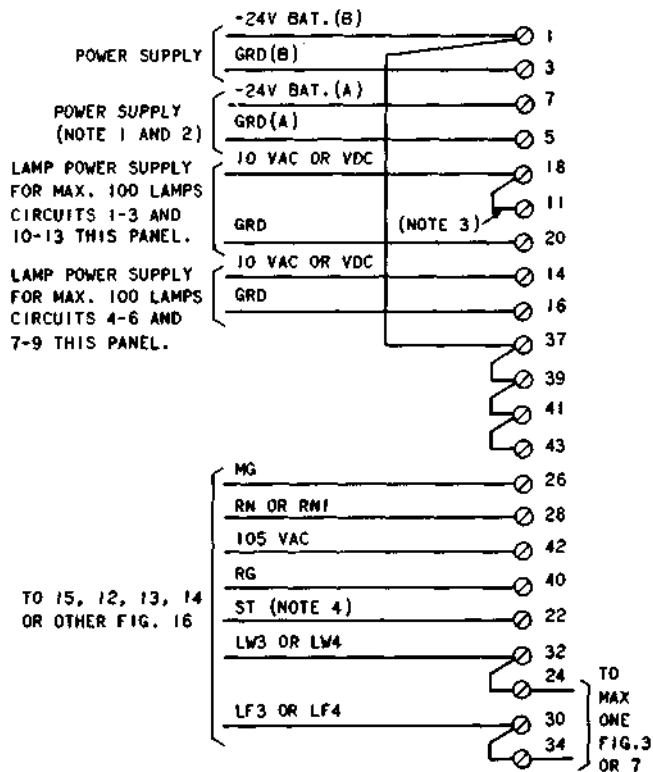 -24V BAT.(B)
1
POWER SUPPLY
GRD(B)
3
-24V BAT.(A)
7
POWER SUPPLY
(NOTE 1 AND 2)
GRD(A)
5
LAMP POWER SUPPLY
FOR MAX. 100 LAMPS
CIRCUITS 1-3 AND
10-13 THIS PANEL.
10 VAC OR VDC
18
11
(NOTE 3)
GRD
20
LAMP POWER SUPPLY
FOR MAX. 100 LAMPS
CIRCUITS 4-6 AND
7-9 THIS PANEL.
10 VAC OR VDC
14
GRD
16
37
39
41
43
TO 15, 12, 13, 14
OR OTHER FIG. 16
MG
26
RN OR RN1
28
105 VAC
42
RG
40
ST (NOTE 4)
22
LW3 OR LW4
32
24
LF3 OR LF4
30
34
TO
MAX
ONE
FIG.3
OR 7